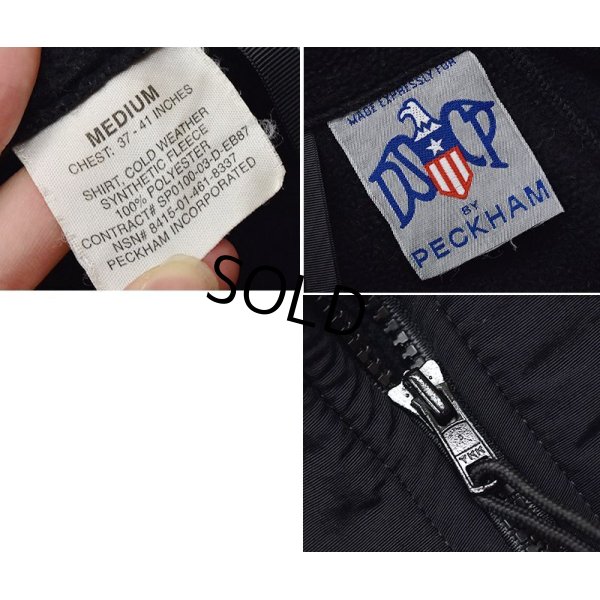 MEDIUM
CHEST: 37 - 41 INCHES
SHIRT, COLD WEATHER
SYNTHETIC FLEECE
100% POLYESTER
CONTRACT# SP0100-03-D-EB87
NSN# 8415-01-461-8337
PECKHAM INCORPORATED
MADE EXPRESSLY FOR
DSCP
BY
PECKHAM
SOLD
YKK